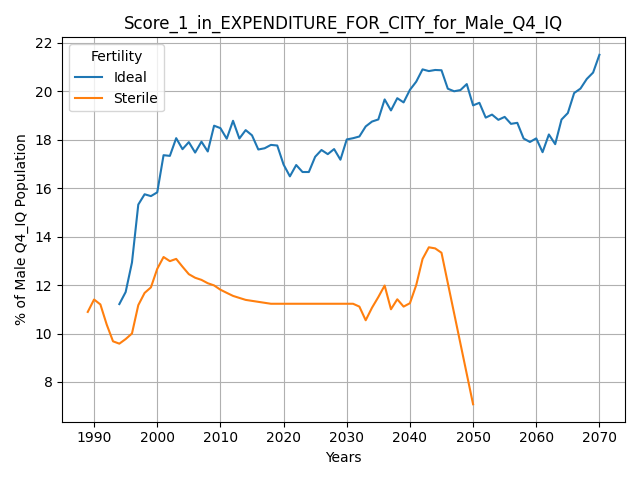 Score_1_in_EXPENDITURE_FOR_CITY_for_Male_Q4_IQ
Fertility
Ideal
Sterile
% of Male Q4_IQ Population
22
20
18
16
14
12
10
8
1990 2000 2010 2020 2030 2040 2050 2060 2070
Years